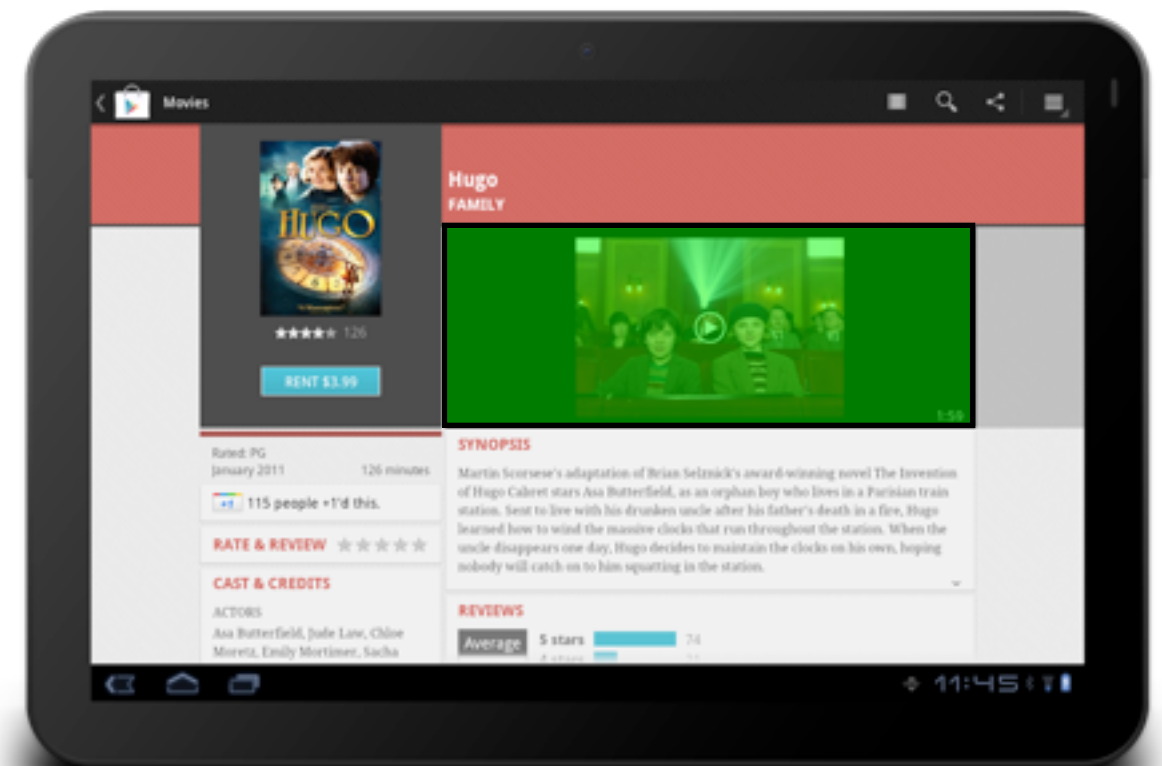 Movies
HUGO
Hugo
FAMILY
126
RENT $3.99
1:59
Rated: PG
January 2011
126 minutes
+1
115 people +1'd this.
RATE & REVIEW
CAST & CREDITS
ACTORS
Asa Butterfield, Jude Law, Chloe
Moretz, Emily Mortimer, Sacha
SYNOPSIS
Martin Scorsese's adaptation of Brian Selznick's award-winning novel The Invention
of Hugo Cabret stars Asa Butterfield, as an orphan boy who lives in a Parisian train
station. Sent to live with his drunken uncle after his father's death in a fire, Hugo
learned how to wind the massive clocks that run throughout the station. When the
uncle disappears one day, Hugo decides to maintain the clocks on his own, hoping
nobody will catch on to him squatting in the station.
REVIEWS
Average
5 stars
74
4 stars
11:45